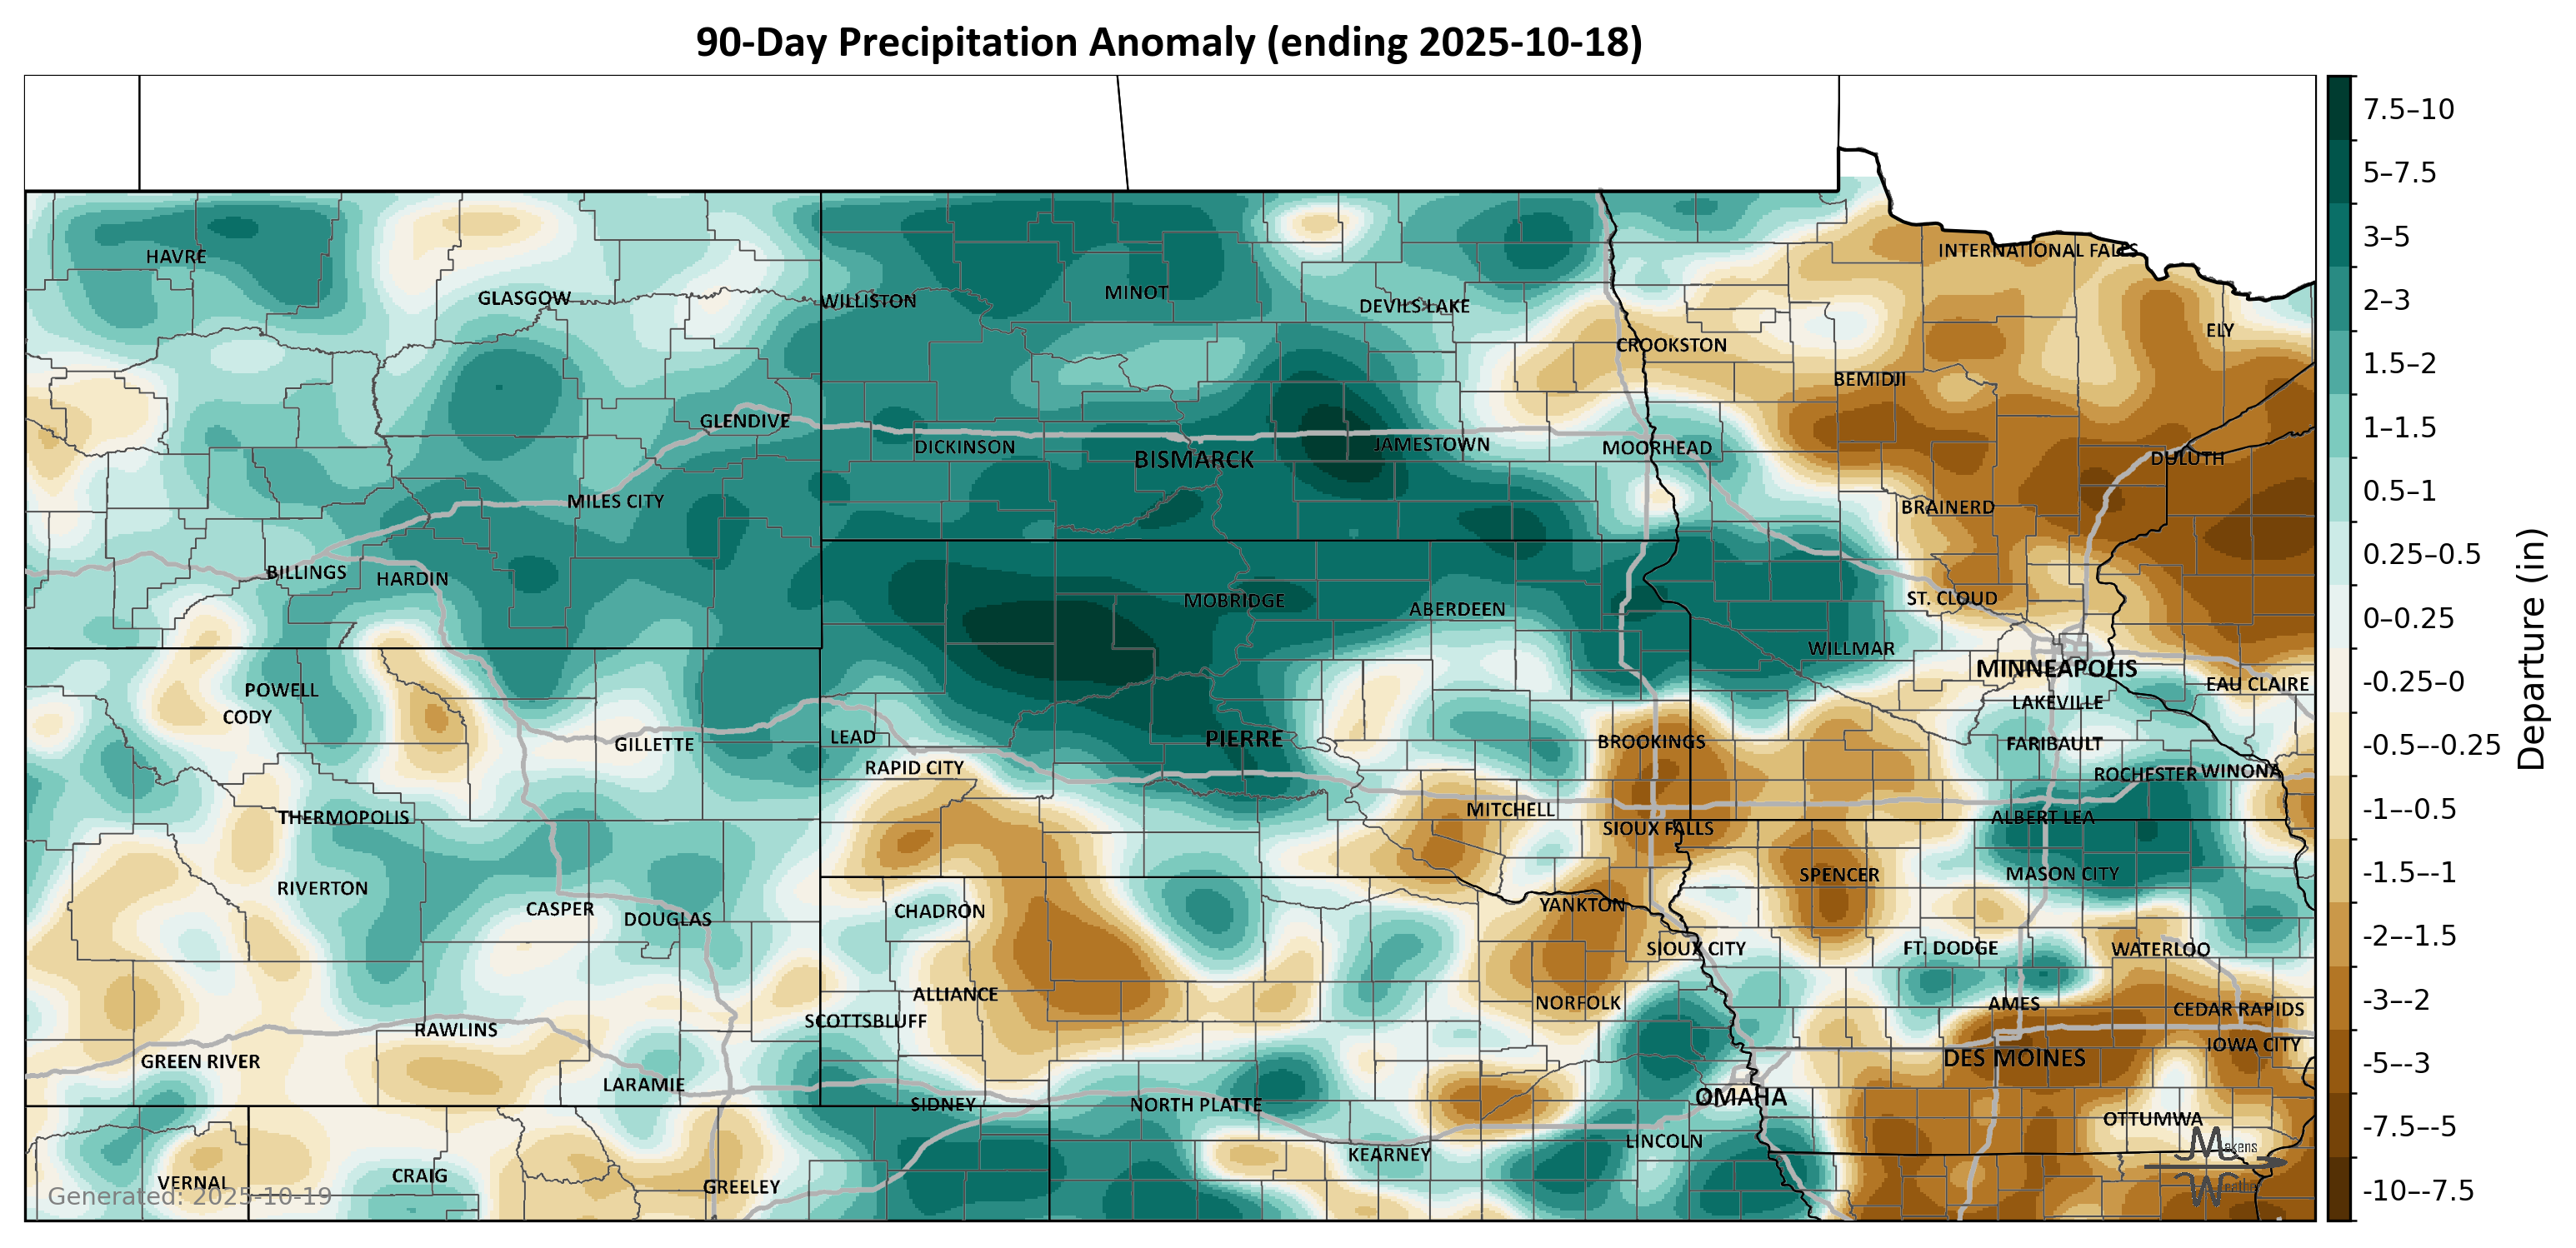 90-Day Precipitation Anomaly (ending 2025-10-18)
7.5–10
5–7.5
3–5
2–3
1.5–2
1–1.5
0.5–1
0.25–0.5
0–0.25
-0.25–0
-0.5–-0.25
-1–-0.5
-1.5–-1
-2–-1.5
-3–-2
-5–-3
-7.5–-5
-10–-7.5
Departure (in)
HAVRE
INTERNATIONAL FALLS
GLASGOW
WILLISTON
MINOT
DEVILS LAKE
ELY
CROOKSTON
BEMIDJI
GLENDIVE
DICKINSON
BISMARCK
JAMESTOWN
MOORHEAD
DULUTH
MILES CITY
BRAINERD
BILLINGS
HARDIN
MOBRIDGE
ABERDEEN
ST. CLOUD
WILLMAR
MINNEAPOLIS
EAU CLAIRE
POWELL
CODY
LAKEVILLE
GILLETTE
LEAD
PIERRE
BROOKINGS
FARIBAULT
RAPID CITY
ROCHESTER
WINONA
THERMOPOLIS
MITCHELL
SIOUX FALLS
ALBERT LEA
RIVERTON
SPENCER
MASON CITY
CASPER
DOUGLAS
CHADRON
YANKTON
SIOUX CITY
FT. DODGE
WATERLOO
ALLIANCE
NORFOLK
AMES
CEDAR RAPIDS
SCOTTSBLUFF
RAWLINS
GREEN RIVER
DES MOINES
IOWA CITY
LARAMIE
SIDNEY
NORTH PLATTE
OMAHA
OTTUMWA
LINCOLN
KEARNEY
VERNAL
CRAIG
GREELEY
Makens
Weather
Generated: 2025-10-19